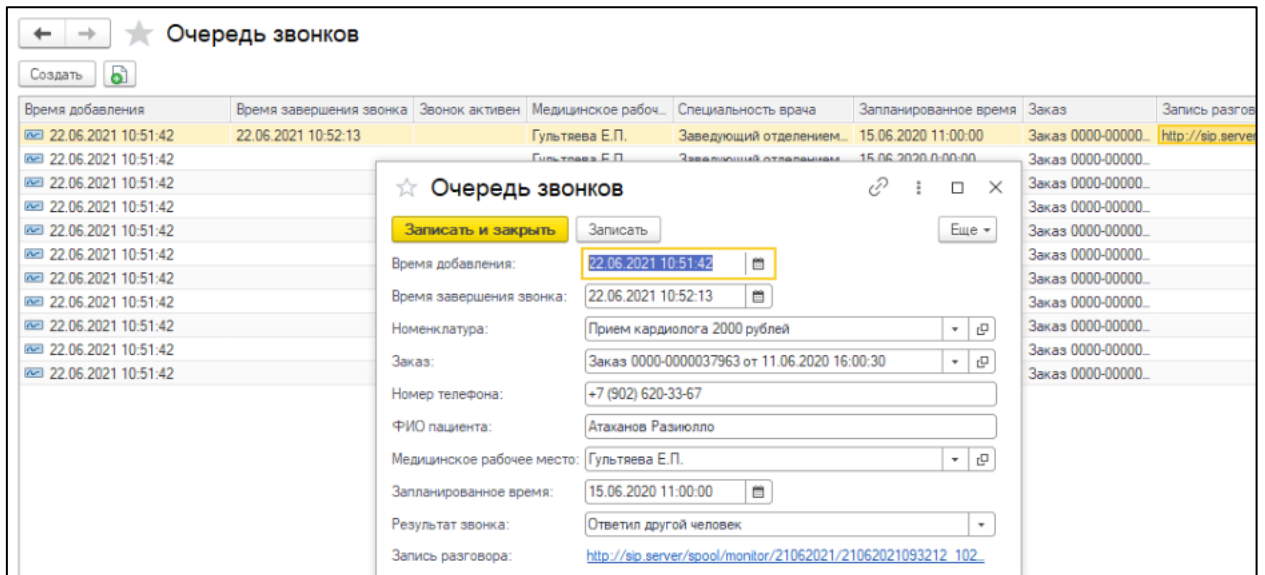 Очередь звонков
Создать
Время добавления Время завершения звонка Звонок активен Медицинское рабоч... Специальность врача Запланированное время Заказ Запись разгов
22.06.2021 10:51:42 22.06.2021 10:52:13 Гультяева Е.П. Заведующий отделением... 15.06.2020 11:00:00 Заказ 0000-00000... http://sip.server
22.06.2021 10:51:42 Гультяева Е.П. Заведующий отделением... 15.06.2020 0:00:00 Заказ 0000-00000...
22.06.2021 10:51:42 Заказ 0000-00000...
22.06.2021 10:51:42 Заказ 0000-00000...
22.06.2021 10:51:42 Заказ 0000-00000...
22.06.2021 10:51:42 Заказ 0000-00000...
22.06.2021 10:51:42 Заказ 0000-00000...
22.06.2021 10:51:42 Заказ 0000-00000...
22.06.2021 10:51:42 Заказ 0000-00000...
22.06.2021 10:51:42 Заказ 0000-00000...
22.06.2021 10:51:42 Заказ 0000-00000...
Очередь звонков
Записать и закрыть Записать Еще
Время добавления: 22.06.2021 10:51:42
Время завершения звонка: 22.06.2021 10:52:13
Номенклатура: Прием кардиолога 2000 рублей
Заказ: Заказ 0000-0000037963 от 11.06.2020 16:00:30
Номер телефона: +7 (902) 620-33-67
ФИО пациента: Атаханов Разиюлло
Медицинское рабочее место: Гультяева Е.П.
Запланированное время: 15.06.2020 11:00:00
Результат звонка: Ответил другой человек
Запись разговора: http://sip.server/spool/monitor/21062021/21062021093212_102...